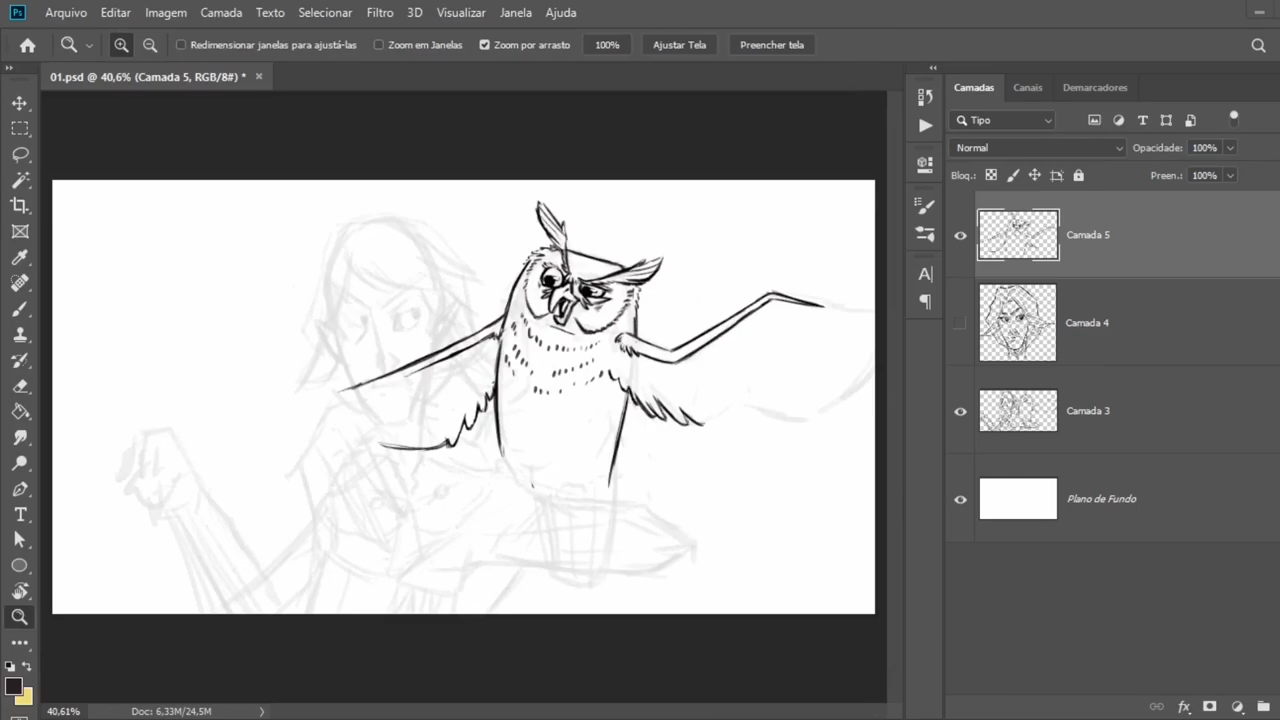 Ps Arquivo Editar Imagem Camada Texto Selecionar Filtro 3D Visualizar Janela Ajuda
Redimensionar janelas para ajustá-las Zoom em Janelas Zoom por arrasto 100% Ajustar Tela Preencher tela
01.psd @ 40,6% (Camada 5, RGB/8#) * ×
Camadas Canais Demarcadores
Tipo
Normal Opacidade: 100%
Bloq.: Preen.: 100%
Camada 5
Camada 4
Camada 3
Plano de Fundo
40,61% Doc: 6,33M/24,5M